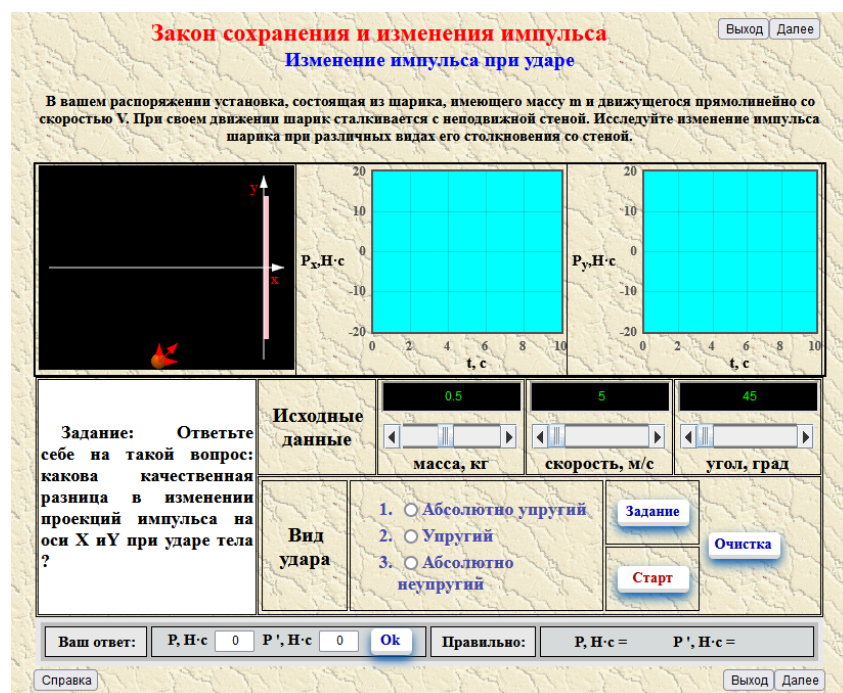 Закон сохранения и изменения импульса
Выход Далее
Изменение импульса при ударе
В вашем распоряжении установка, состоящая из шарика, имеющего массу m и движущегося прямолинейно со
скоростью V. При своем движении шарик сталкивается с неподвижной стеной. Исследуйте изменение импульса
шарика при различных видах его столкновения со стеной.
y
x
Px,Н·с
20
10
0
-10
-20
0 2 4 6 8 10
t, с
Py,Н·с
20
10
0
-10
-20
0 2 4 6 8 10
t, с
Задание: Ответьте
себе на такой вопрос:
какова качественная
разница в изменении
проекций импульса на
оси X иY при ударе тела
?
Исходные
данные
0.5
масса, кг
5
скорость, м/с
45
угол, град
Вид
удара
1. Абсолютно упругий
2. Упругий
3. Абсолютно
неупругий
Задание
Старт
Очистка
Ваш ответ: P, Н·с 0 P ', Н·с 0 Ok Правильно: P, Н·с = P ', Н·с =
Справка Выход Далее